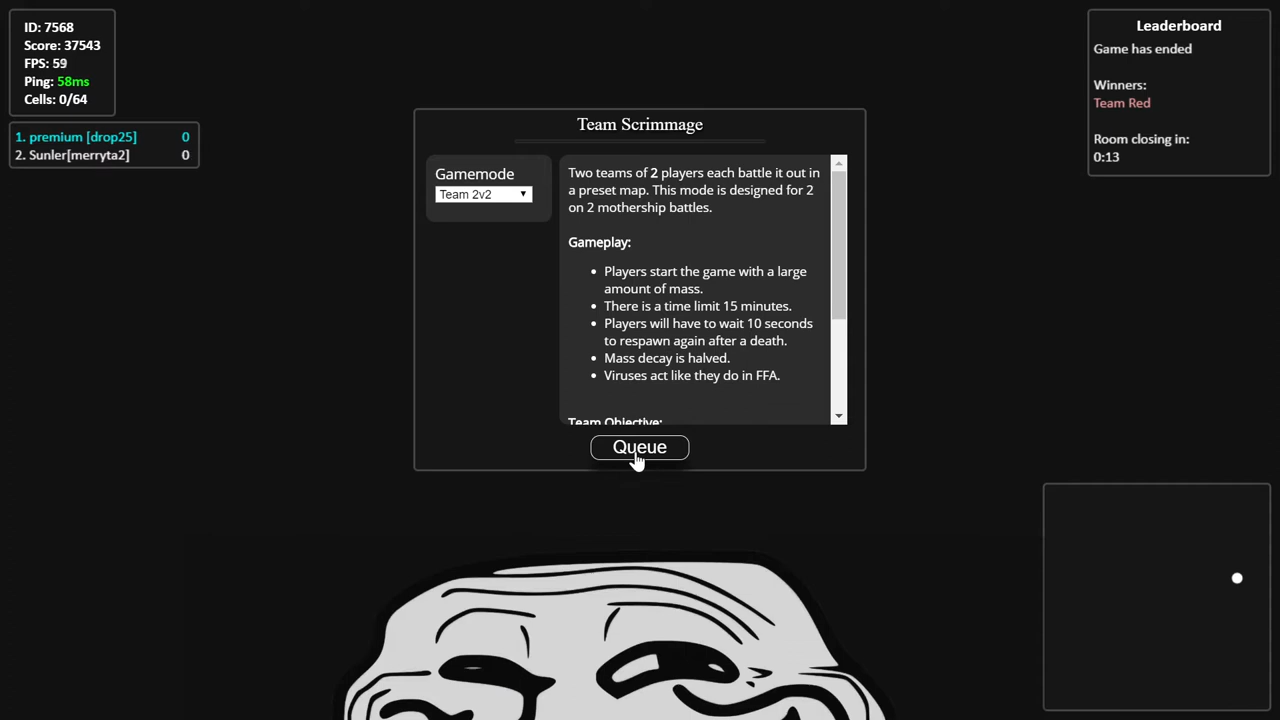 ID: 7568
Score: 37543
FPS: 59
Ping: 58ms
Cells: 0/64
1. premium [drop25] 0
2. Sunler[merryta2] 0
Team Scrimmage
Gamemode
Team 2v2
Two teams of 2 players each battle it out in
a preset map. This mode is designed for 2
on 2 mothership battles.
Gameplay:
• Players start the game with a large
amount of mass.
• There is a time limit 15 minutes.
• Players will have to wait 10 seconds
to respawn again after a death.
• Mass decay is halved.
• Viruses act like they do in FFA.
Team Objective:
Queue
Leaderboard
Game has ended
Winners:
Team Red
Room closing in:
0:13